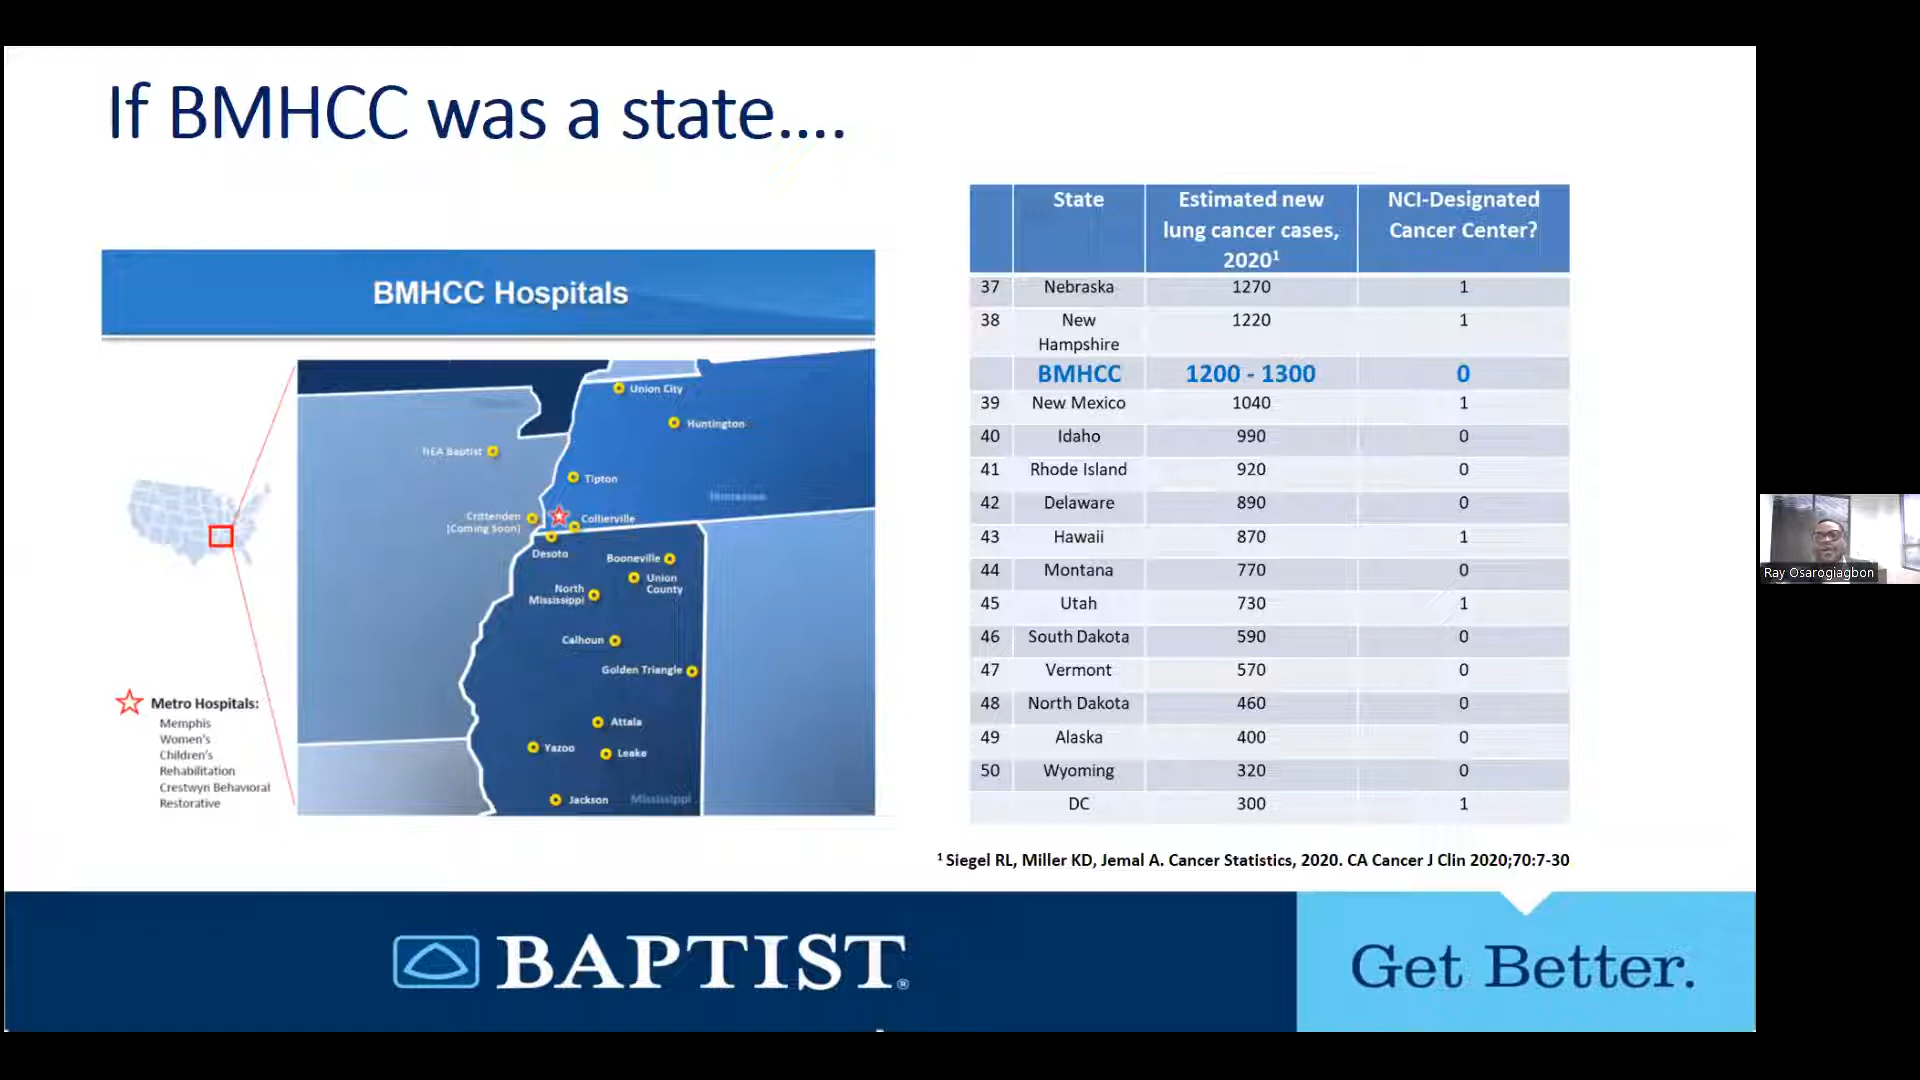 If BMHCC was a state....
BMHCC Hospitals
Union City
Huntington
NEA Baptist
Tipton
Tennessee
Crittenden
(Coming Soon)
Collierville
Desoto
Booneville
Union
County
North
Mississippi
Calhoun
Golden Triangle
Attala
Yazoo
Leake
Jackson
Mississippi
Metro Hospitals:
Memphis
Women's
Children's
Rehabilitation
Crestwyn Behavioral
Restorative
State Estimated new lung cancer cases, 2020¹ NCI-Designated Cancer Center?
37 Nebraska 1270 1
38 New Hampshire 1220 1
BMHCC 1200 - 1300 0
39 New Mexico 1040 1
40 Idaho 990 0
41 Rhode Island 920 0
42 Delaware 890 0
43 Hawaii 870 1
44 Montana 770 0
45 Utah 730 1
46 South Dakota 590 0
47 Vermont 570 0
48 North Dakota 460 0
49 Alaska 400 0
50 Wyoming 320 0
DC 300 1
¹ Siegel RL, Miller KD, Jemal A. Cancer Statistics, 2020. CA Cancer J Clin 2020;70:7-30
BAPTIST®
Get Better.
Ray Osarogiagbon